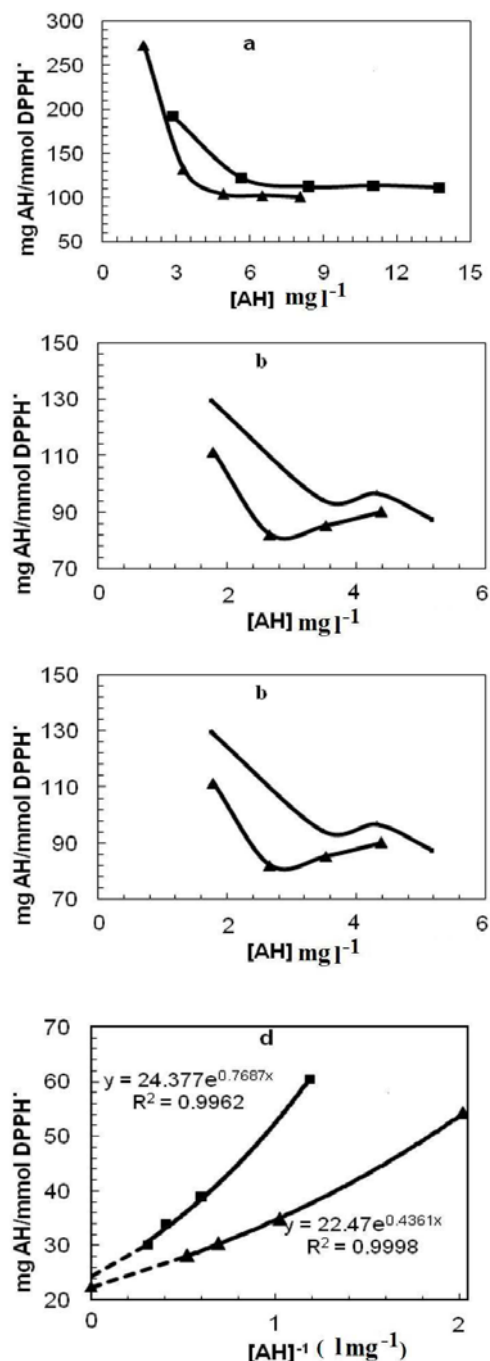 a
mg AH/mmol DPPH•
300
250
200
150
100
50
0 3 6 9 12 15
[AH] mg l-1
b
mg AH/mmol DPPH•
150
130
110
90
70
0 2 4 6
[AH] mg l-1
b
mg AH/mmol DPPH•
150
130
110
90
70
0 2 4 6
[AH] mg l-1
d
mg AH/mmol DPPH•
70
60
50
40
30
20
y = 24.377e^0.7687x
R² = 0.9962
y = 22.47e^0.4361x
R² = 0.9998
0 1 2
[AH]-1 ( l mg-1)